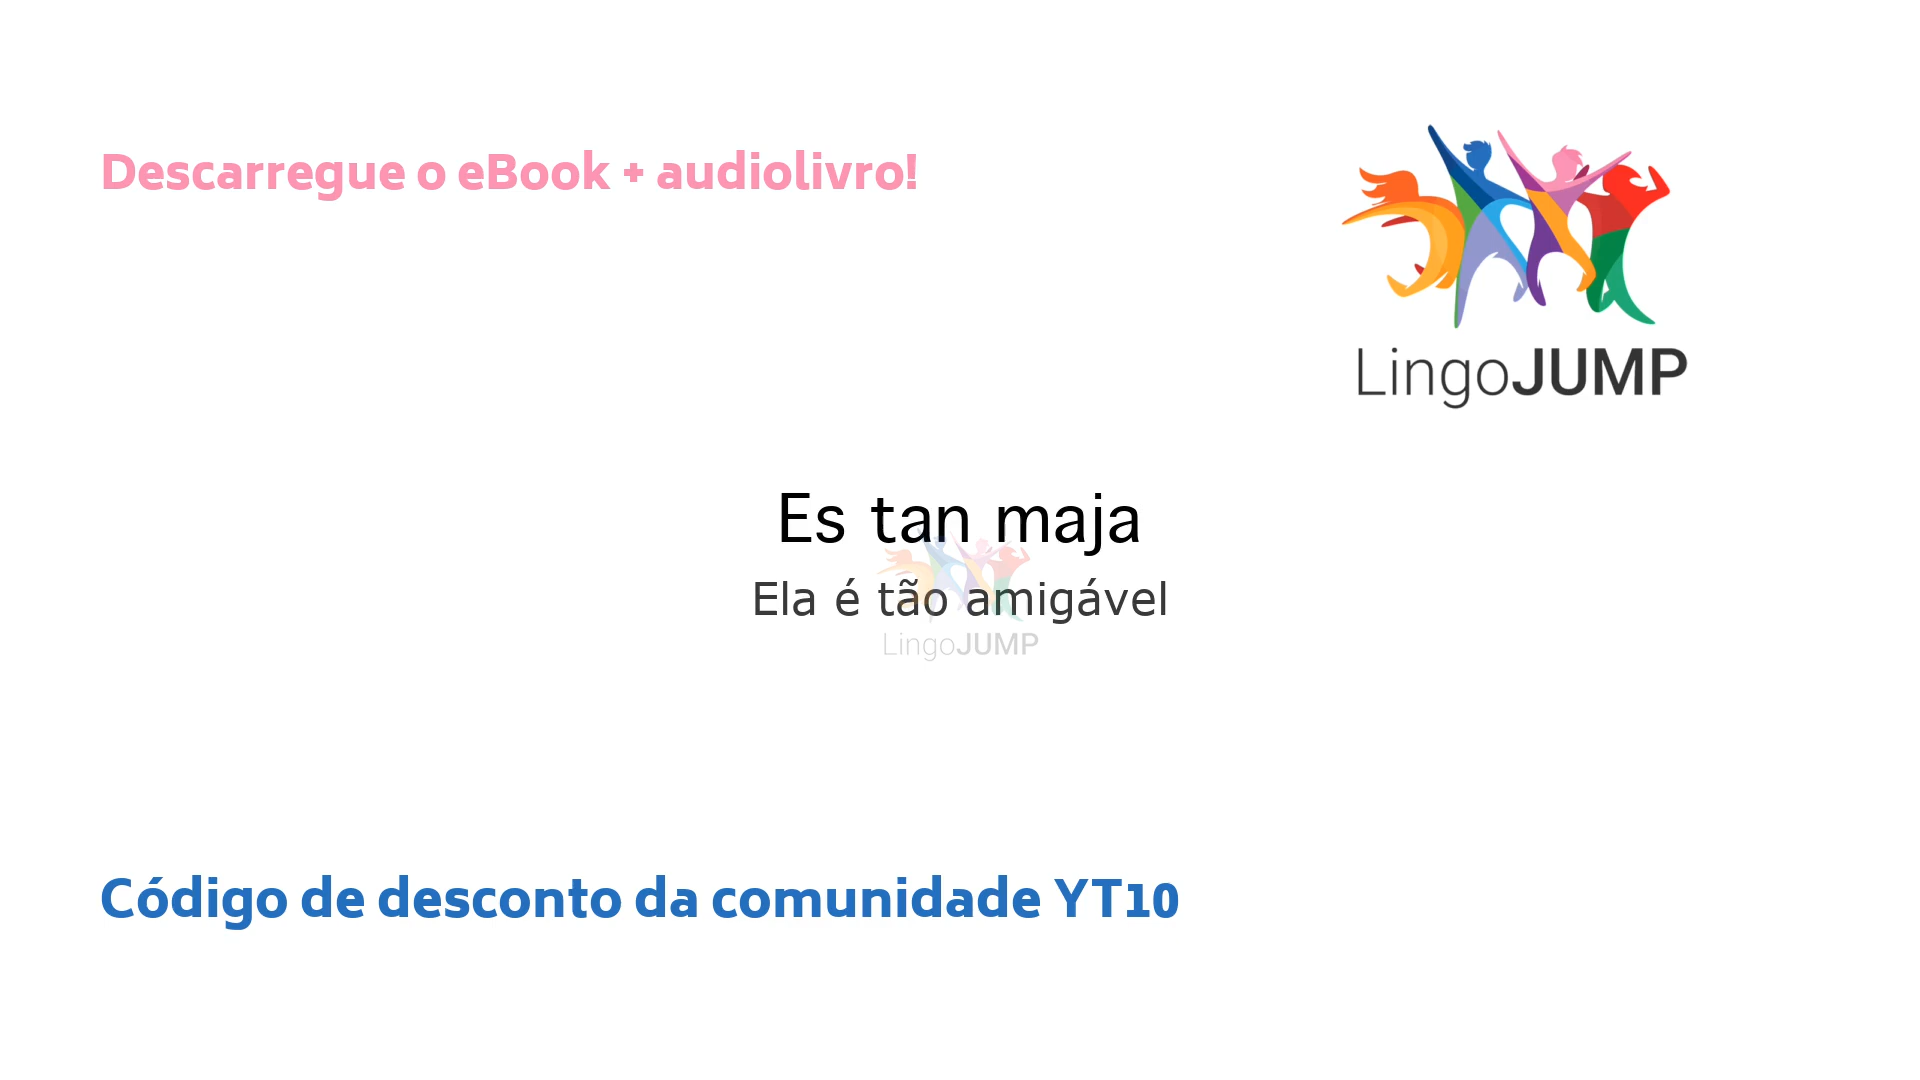 Descarregue o eBook + audiolivro!
LingoJUMP
Es tan maja
Ela é tão amigável
LingoJUMP
Código de desconto da comunidade YT10